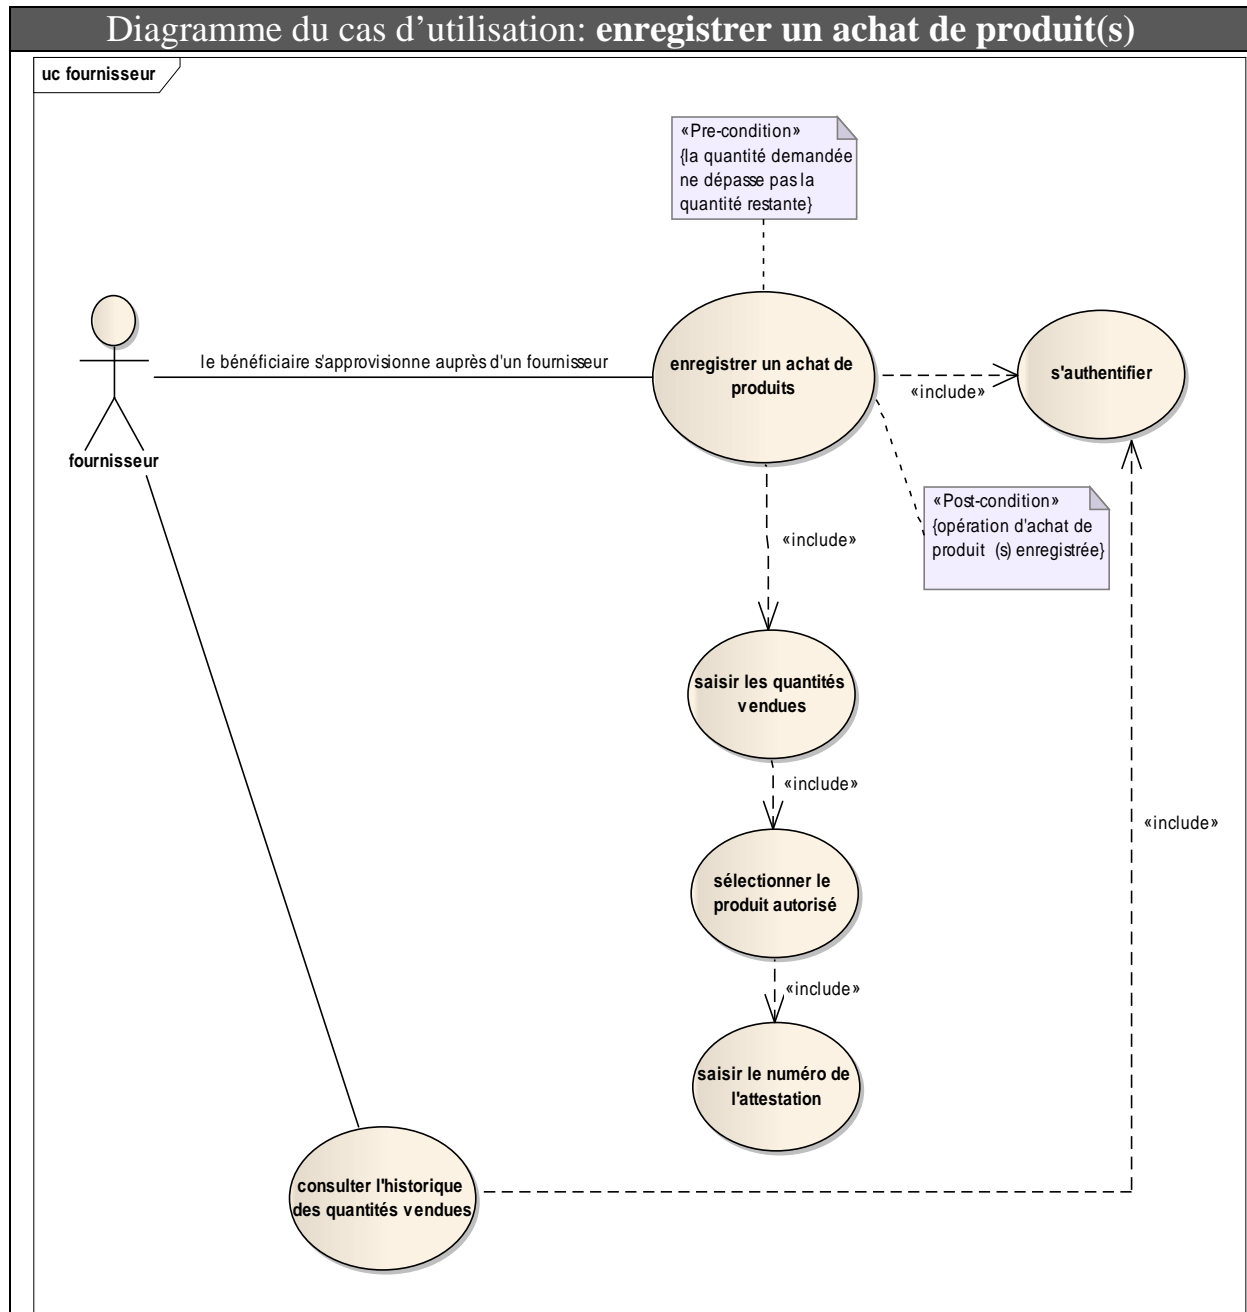 Diagramme du cas d’utilisation: enregistrer un achat de produit(s)
uc fournisseur
«Pre-condition»
{la quantité demandée
ne dépasse pas la
quantité restante}
le bénéficiaire s'approvisionne auprès d'un fournisseur
enregistrer un achat de
produits
«include»
s'authentifier
fournisseur
«Post-condition»
{opération d'achat de
produit (s) enregistrée}
«include»
saisir les quantités
vendues
«include»
«include»
sélectionner le
produit autorisé
«include»
saisir le numéro de
l'attestation
consulter l'historique
des quantités vendues